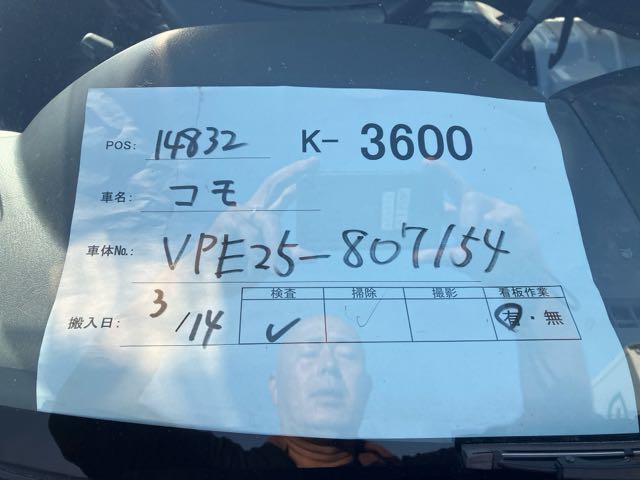 POS: 14832 K- 3600
車名: コモ
車体No.: VPE25-807154
検査 掃除 撮影 看板作業
搬入日: 3/14 ✓ ✓ 有・無